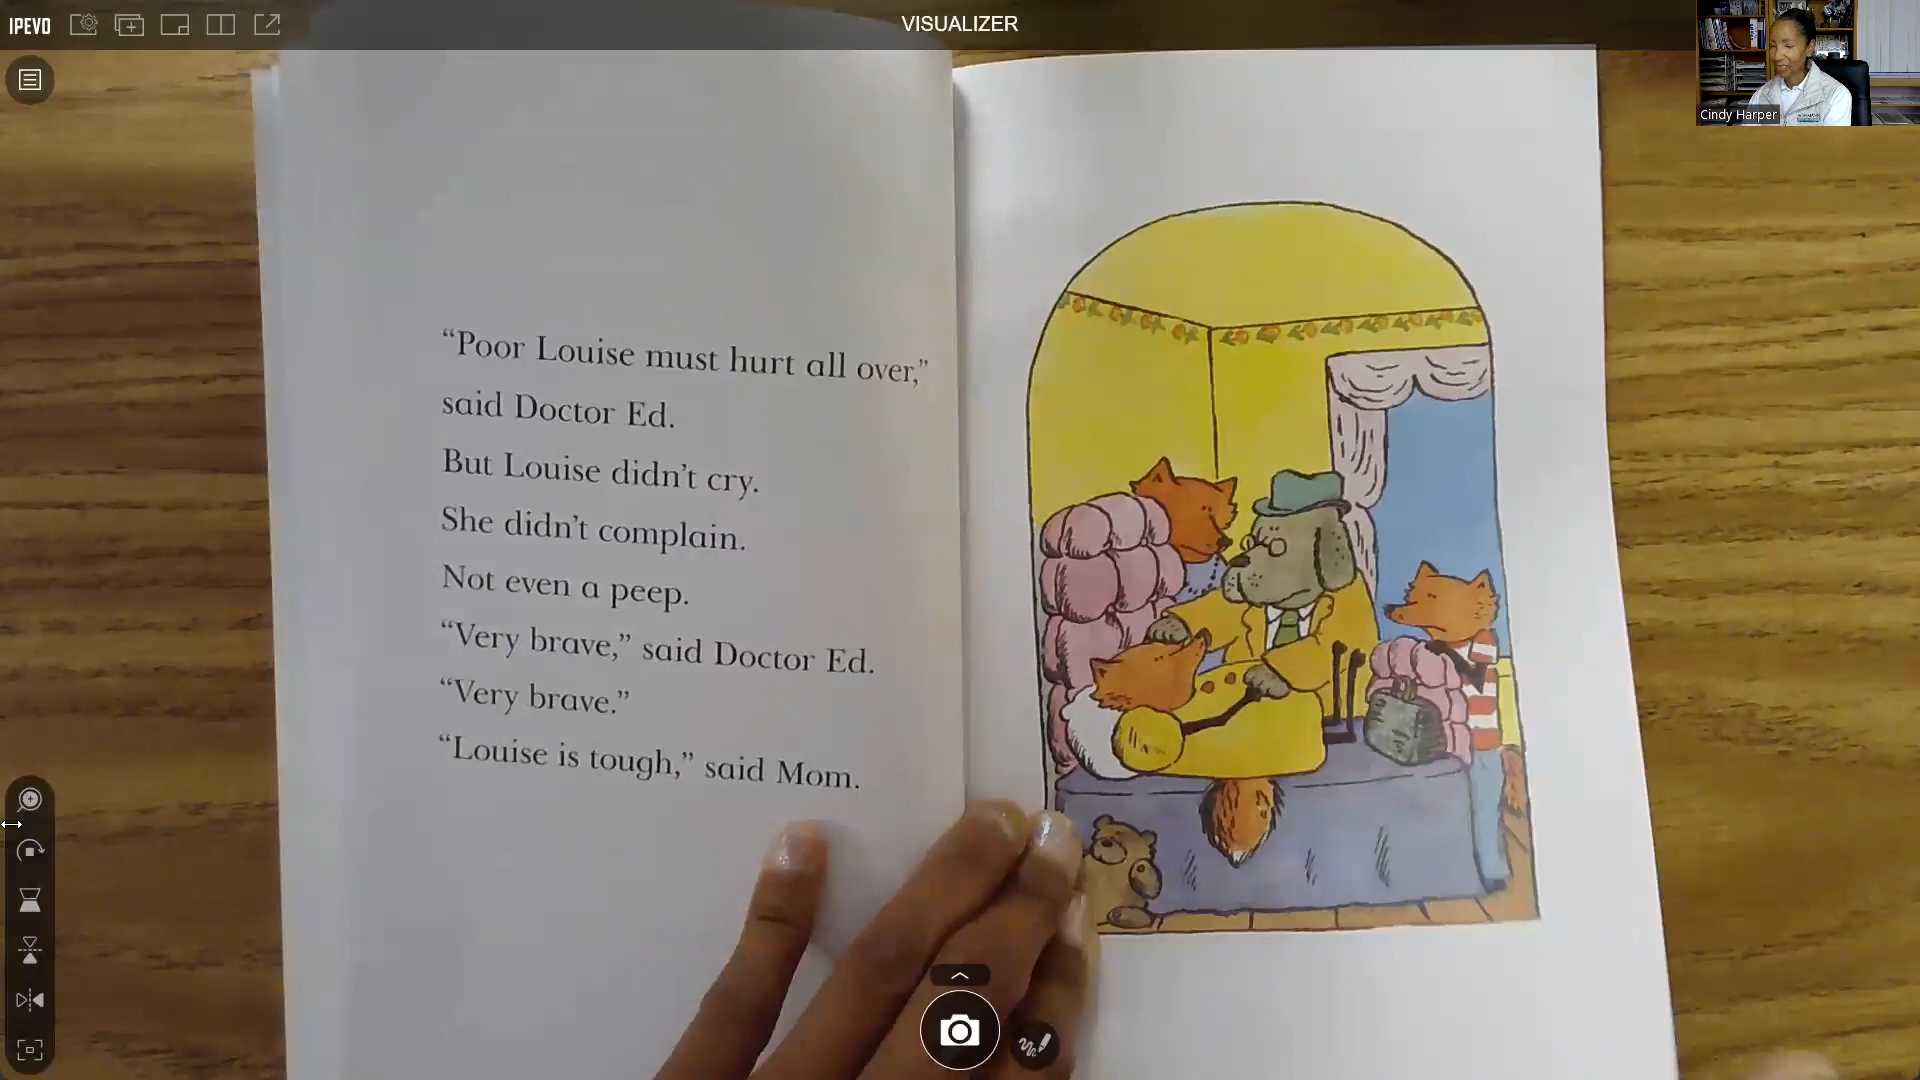 IPEVO
VISUALIZER
Cindy Harper
“Poor Louise must hurt all over,”
said Doctor Ed.
But Louise didn’t cry.
She didn’t complain.
Not even a peep.
“Very brave,” said Doctor Ed.
“Very brave.”
“Louise is tough,” said Mom.